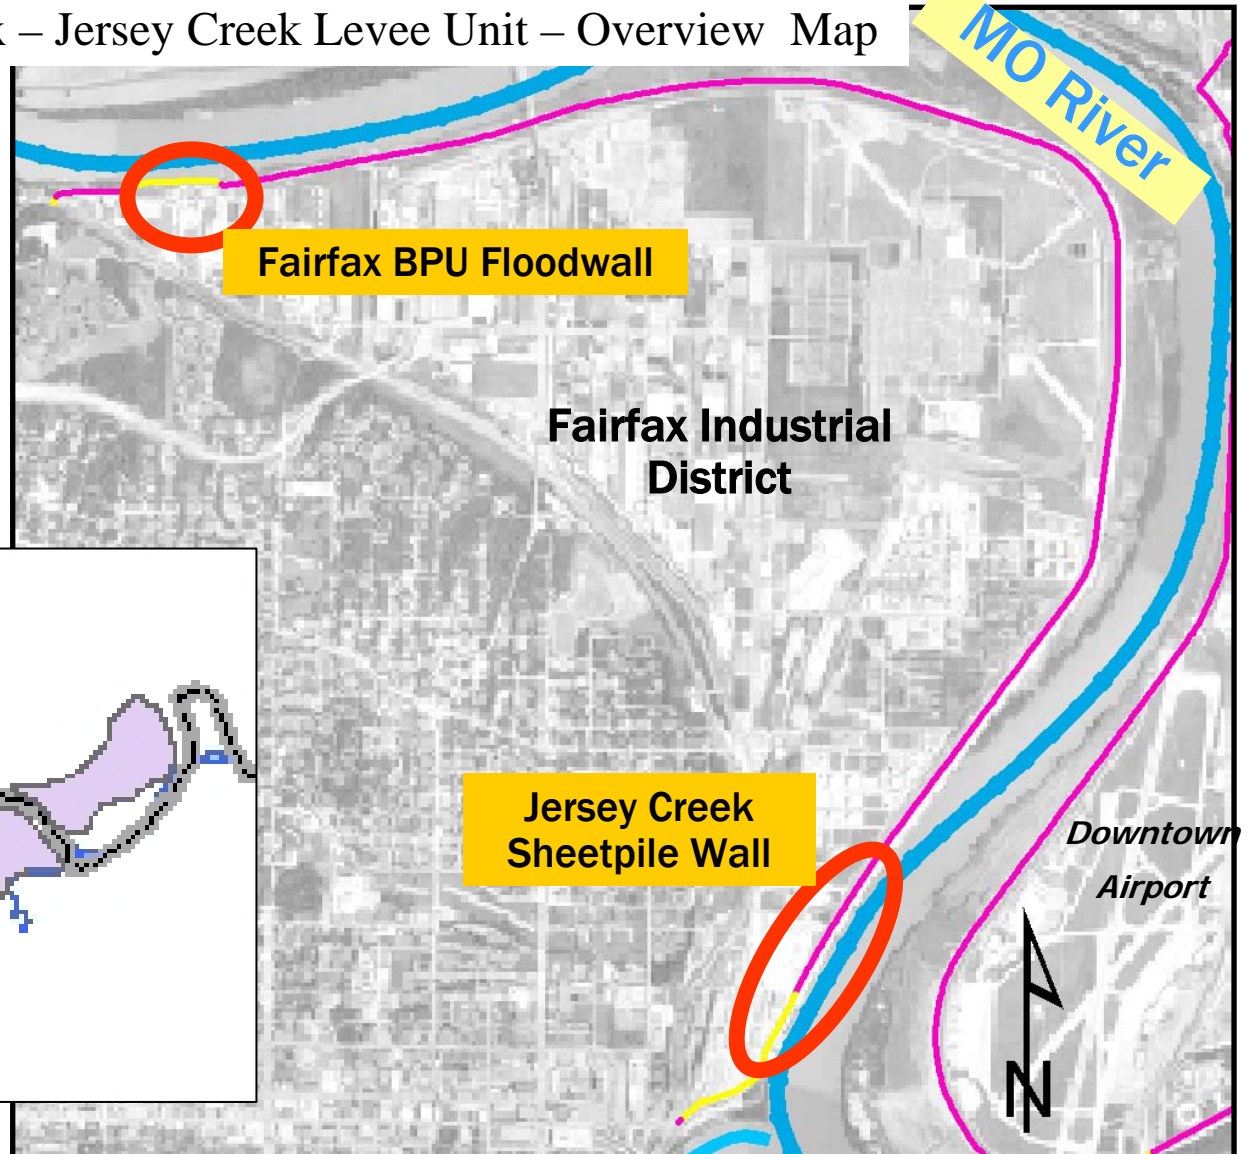 – Jersey Creek Levee Unit – Overview Map
MO River
Fairfax BPU Floodwall
Fairfax Industrial
District
Jersey Creek
Sheetpile Wall
Downtown
Airport
N